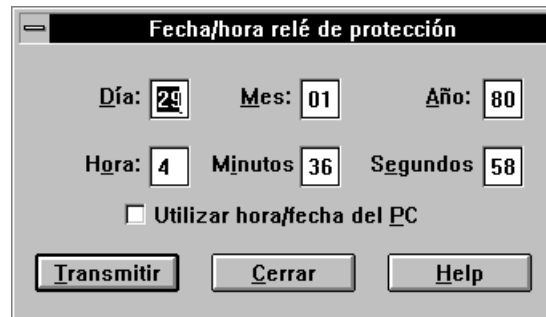 Fecha/hora relé de protección
Día: 29 Mes: 01 Año: 80
Hora: 4 Minutos 36 Segundos 58
Utilizar hora/fecha del PC
Transmitir Cerrar Help